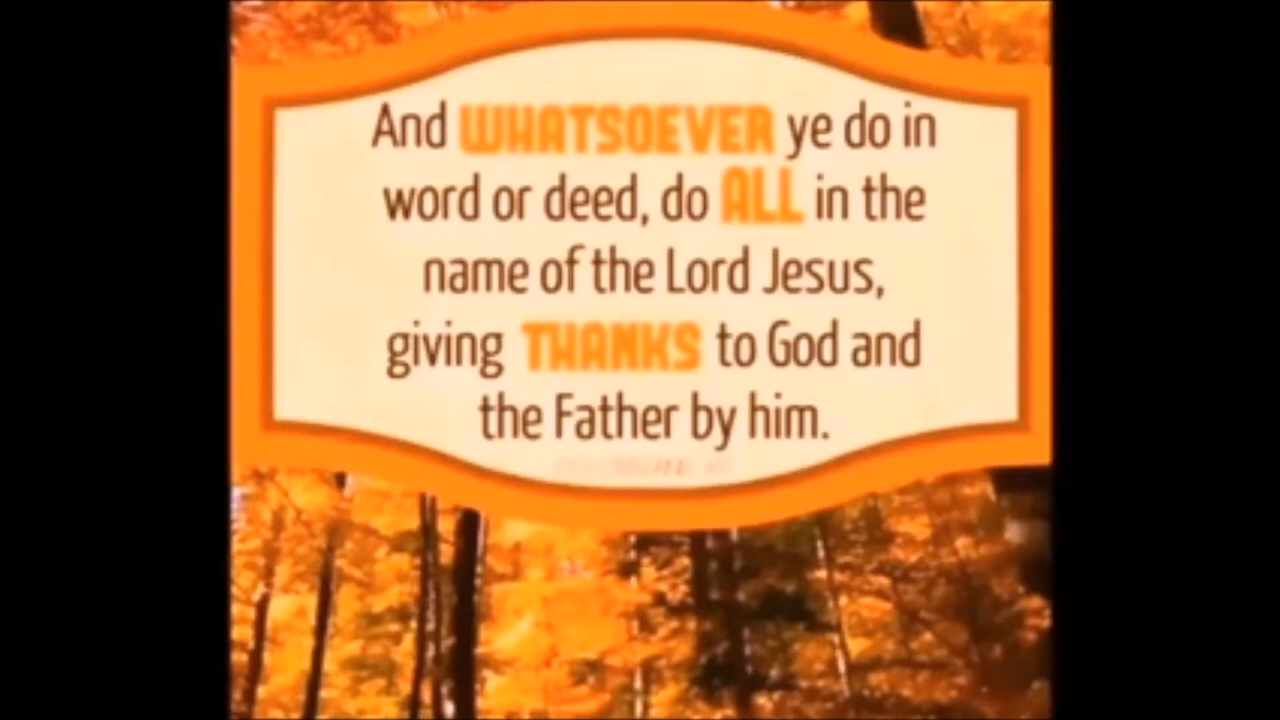 And WHATSOEVER ye do in
word or deed, do ALL in the
name of the Lord Jesus,
giving THANKS to God and
the Father by him.